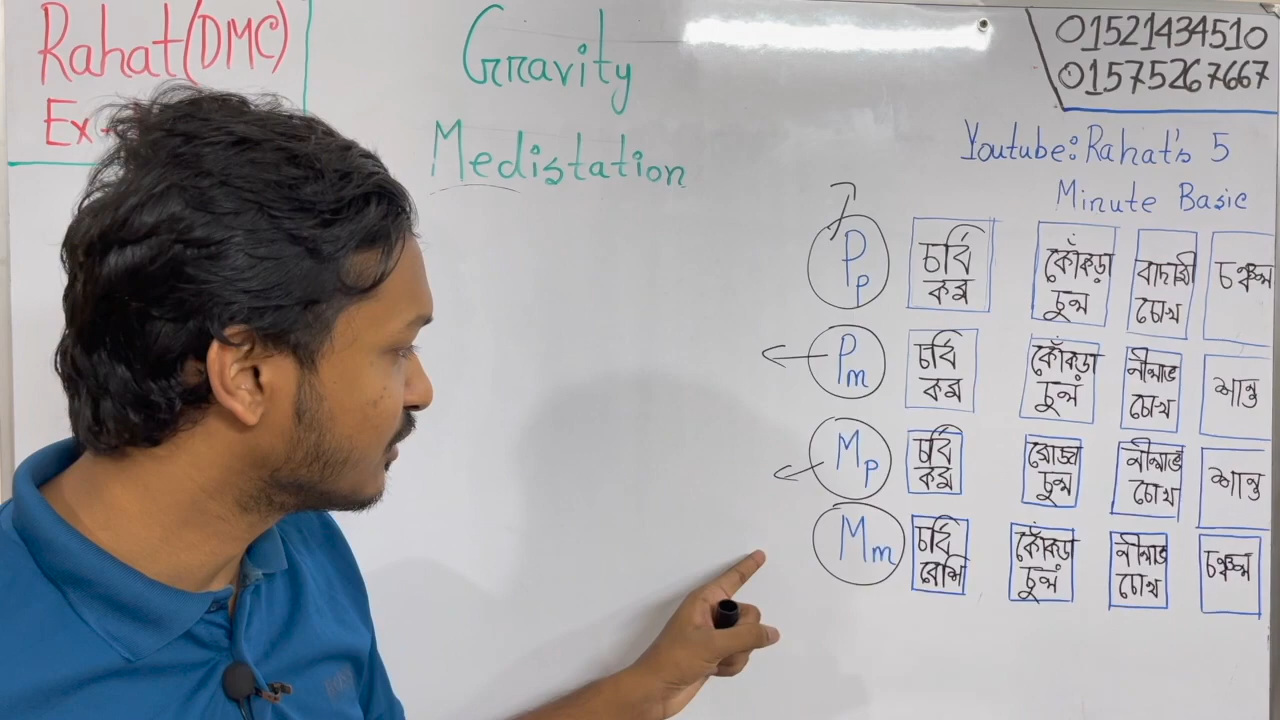 Rahat(DMC)
Ex-
Gravity
Medistation
01521434510
01575267667
Youtube: Rahat's 5
Minute Basic
Pp
চর্বি
কম
কোঁকড়া
চুল
বাদামী
চোখ
চঞ্চল
Pm
চর্বি
কম
কোঁকড়া
চুল
নীলাভ
চোখ
শান্ত
Mp
চর্বি
কম
সোজা
চুল
নীলাভ
চোখ
শান্ত
Mm
চর্বি
বেশি
কোঁকড়া
চুল
নীলাভ
চোখ
চঞ্চল